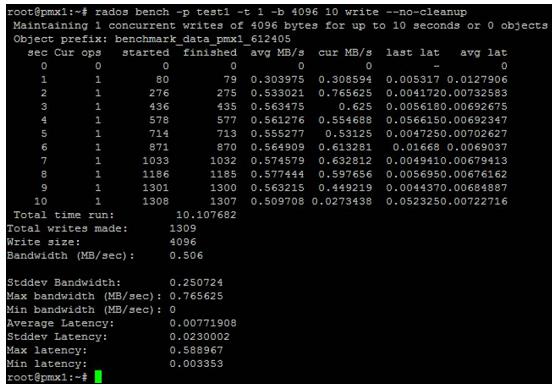 root@pmx1:~# rados bench -p test1 -t 1 -b 4096 10 write --no-cleanup
Maintaining 1 concurrent writes of 4096 bytes for up to 10 seconds or 0 objects
Object prefix: benchmark_data_pmx1_612405
sec Cur ops started finished avg MB/s cur MB/s last lat avg lat
0 0 0 0 0 0 - 0
1 1 80 79 0.303975 0.308594 0.005317 0.0127906
2 1 276 275 0.533021 0.765625 0.0041720.00732583
3 1 436 435 0.563475 0.625 0.0056180.00692675
4 1 578 577 0.561276 0.554688 0.0566150.00692347
5 1 714 713 0.555277 0.53125 0.0047250.00702627
6 1 871 870 0.564909 0.613281 0.01668 0.0069037
7 1 1033 1032 0.574579 0.632812 0.0049410.00679413
8 1 1186 1185 0.577444 0.597656 0.0056950.00676162
9 1 1301 1300 0.563215 0.449219 0.0044370.00684887
10 1 1308 1307 0.509708 0.0273438 0.0523250.00722716
Total time run: 10.107682
Total writes made: 1309
Write size: 4096
Bandwidth (MB/sec): 0.506
Stddev Bandwidth: 0.250724
Max bandwidth (MB/sec): 0.765625
Min bandwidth (MB/sec): 0
Average Latency: 0.00771908
Stddev Latency: 0.0230002
Max latency: 0.588967
Min latency: 0.003353
root@pmx1:~#